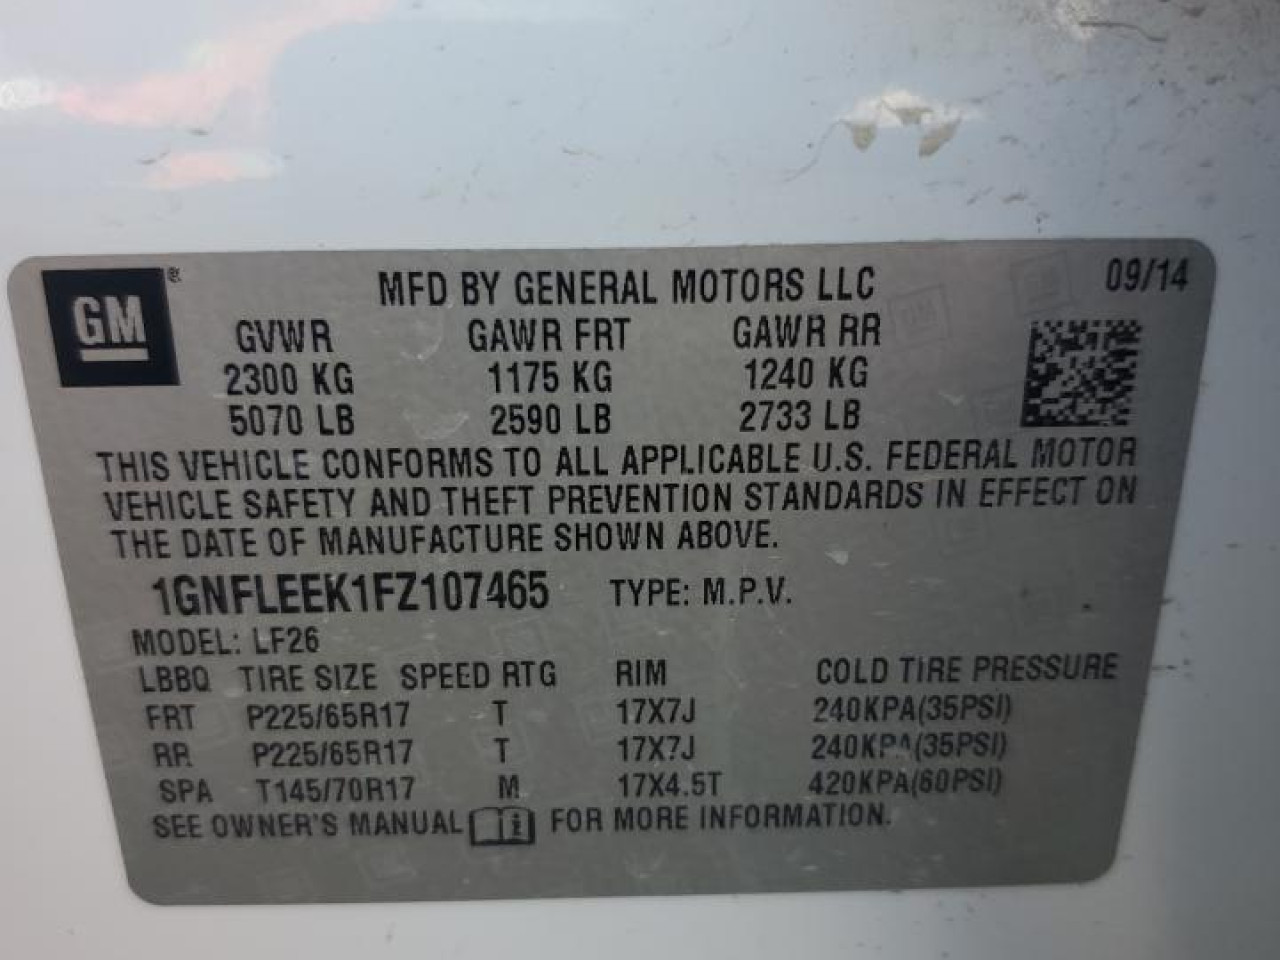 GM®
MFD BY GENERAL MOTORS LLC 09/14
GVWR GAWR FRT GAWR RR
2300 KG 1175 KG 1240 KG
5070 LB 2590 LB 2733 LB
THIS VEHICLE CONFORMS TO ALL APPLICABLE U.S. FEDERAL MOTOR
VEHICLE SAFETY AND THEFT PREVENTION STANDARDS IN EFFECT ON
THE DATE OF MANUFACTURE SHOWN ABOVE.
1GNFLEEK1FZ107465 TYPE: M.P.V.
MODEL: LF26
LBBQ TIRE SIZE SPEED RTG RIM COLD TIRE PRESSURE
FRT P225/65R17 T 17X7J 240KPA(35PSI)
RR P225/65R17 T 17X7J 240KPA(35PSI)
SPA T145/70R17 M 17X4.5T 420KPA(60PSI)
SEE OWNER'S MANUAL i FOR MORE INFORMATION.